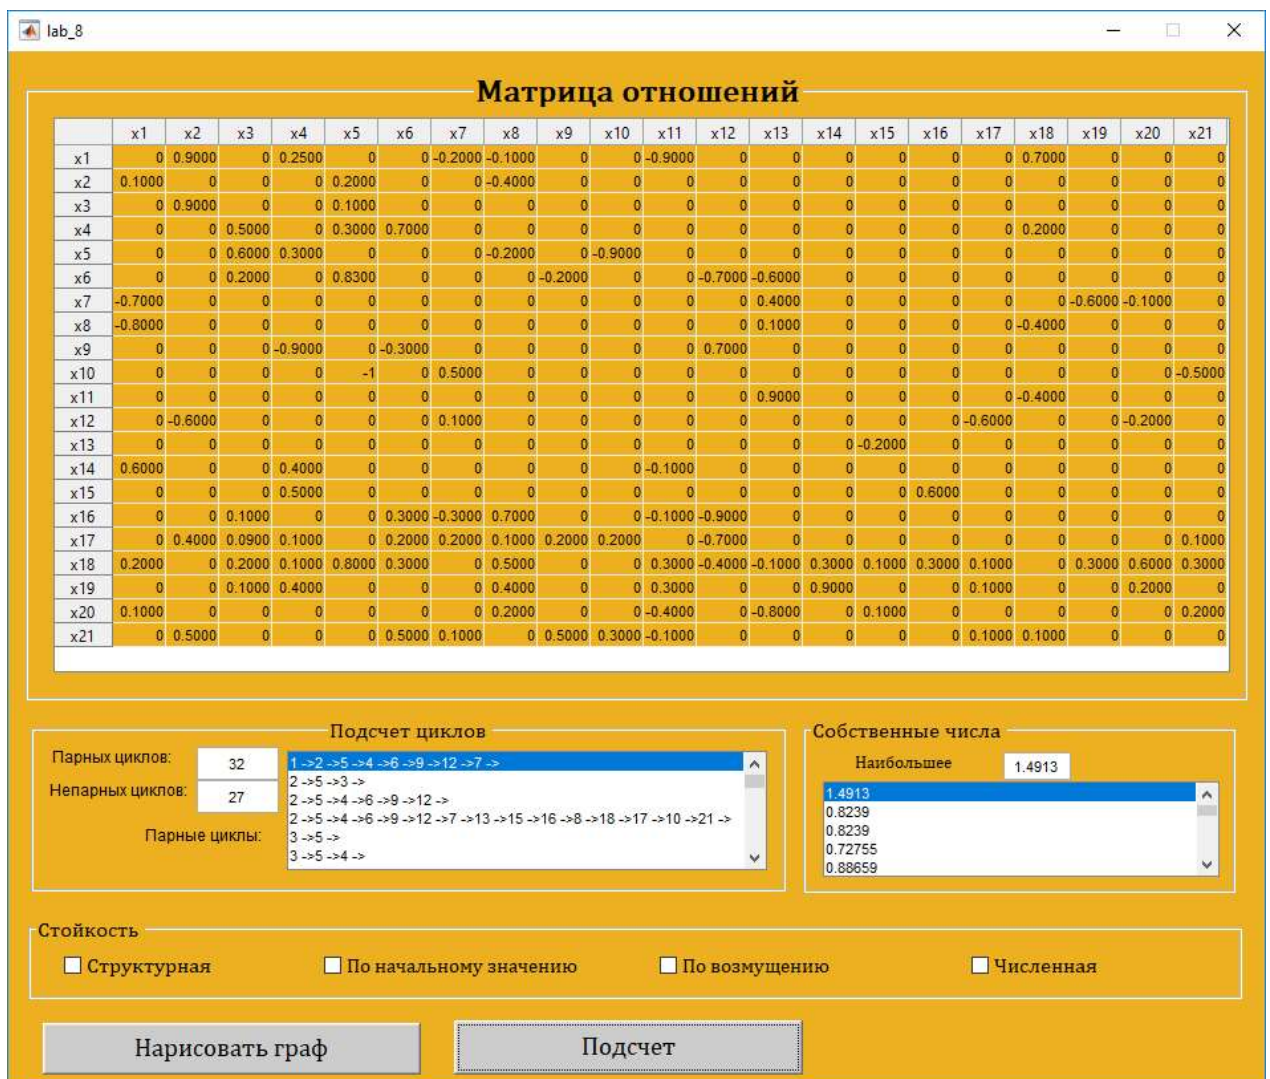 lab_8
Матрица отношений
x1 x2 x3 x4 x5 x6 x7 x8 x9 x10 x11 x12 x13 x14 x15 x16 x17 x18 x19 x20 x21
x1 0 0.9000 0 0.2500 0 0 -0.2000 -0.1000 0 0 -0.9000 0 0 0 0 0 0 0.7000 0 0 0
x2 0.1000 0 0 0 0.2000 0 0 -0.4000 0 0 0 0 0 0 0 0 0 0 0 0 0
x3 0 0.9000 0 0 0.1000 0 0 0 0 0 0 0 0 0 0 0 0 0 0 0 0
x4 0 0 0.5000 0 0.3000 0.7000 0 0 0 0 0 0 0 0 0 0 0 0.2000 0 0 0
x5 0 0 0.6000 0.3000 0 0 0 -0.2000 0 -0.9000 0 0 0 0 0 0 0 0 0 0 0
x6 0 0 0.2000 0 0.8300 0 0 0 -0.2000 0 0 -0.7000 -0.6000 0 0 0 0 0 0 0 0
x7 -0.7000 0 0 0 0 0 0 0 0 0 0 0 0.4000 0 0 0 0 0 -0.6000 -0.1000 0
x8 -0.8000 0 0 0 0 0 0 0 0 0 0 0 0.1000 0 0 0 0 -0.4000 0 0 0
x9 0 0 0 -0.9000 0 -0.3000 0 0 0 0 0 0.7000 0 0 0 0 0 0 0 0 0
x10 0 0 0 0 -1 0 0.5000 0 0 0 0 0 0 0 0 0 0 0 0 0 -0.5000
x11 0 0 0 0 0 0 0 0 0 0 0 0 0.9000 0 0 0 0 -0.4000 0 0 0
x12 0 -0.6000 0 0 0 0 0.1000 0 0 0 0 0 0 0 0 0 -0.6000 0 0 -0.2000 0
x13 0 0 0 0 0 0 0 0 0 0 0 0 0 0 -0.2000 0 0 0 0 0 0
x14 0.6000 0 0 0.4000 0 0 0 0 0 0 -0.1000 0 0 0 0 0 0 0 0 0 0
x15 0 0 0 0.5000 0 0 0 0 0 0 0 0 0 0 0 0.6000 0 0 0 0 0
x16 0 0 0.1000 0 0 0.3000 -0.3000 0.7000 0 0 -0.1000 -0.9000 0 0 0 0 0 0 0 0 0
x17 0 0.4000 0.0900 0.1000 0 0.2000 0.2000 0.1000 0.2000 0.2000 0 -0.7000 0 0 0 0 0 0 0 0 0.1000
x18 0.2000 0 0.2000 0.1000 0.8000 0.3000 0 0.5000 0 0 0.3000 -0.4000 -0.1000 0.3000 0.1000 0.3000 0.1000 0 0.3000 0.6000 0.3000
x19 0 0 0.1000 0.4000 0 0 0 0.4000 0 0 0.3000 0 0 0.9000 0 0 0.1000 0 0 0.2000 0
x20 0.1000 0 0 0 0 0 0 0.2000 0 0 -0.4000 0 -0.8000 0 0.1000 0 0 0 0 0 0.2000
x21 0 0.5000 0 0 0 0.5000 0.1000 0 0.5000 0.3000 -0.1000 0 0 0 0 0 0.1000 0.1000 0 0 0
Подсчет циклов
Парных циклов: 32
Непарных циклов: 27
Парные циклы:
1 ->2 ->5 ->4 ->6 ->9 ->12 ->7 ->
2 ->5 ->3 ->
2 ->5 ->4 ->6 ->9 ->12 ->
2 ->5 ->4 ->6 ->9 ->12 ->7 ->13 ->15 ->16 ->8 ->18 ->17 ->10 ->21 ->
3 ->5 ->
3 ->5 ->4 ->
Собственные числа
Наибольшее 1.4913
1.4913
0.8239
0.8239
0.72755
0.88659
Стойкость
Структурная По начальному значению По возмущению Численная
Нарисовать граф Подсчет